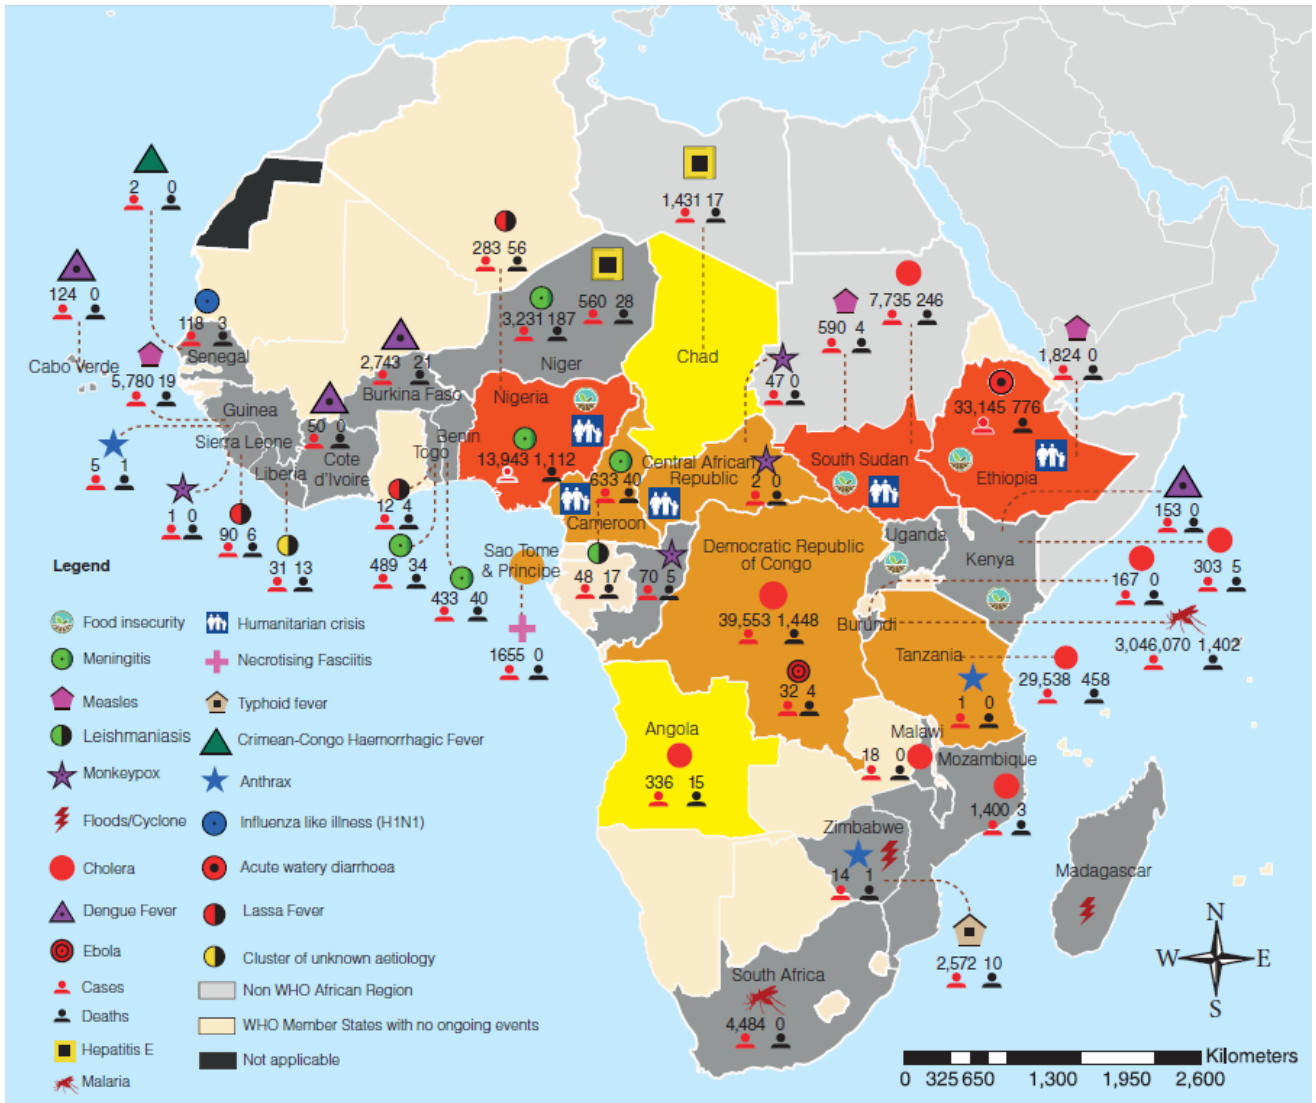 1,431 17
2 0
283 56
124 0
560 28
7,735 246
3,231 187
118 3
590 4
1,824 0
Senegal
2,743 21
Niger
Chad
Cabo Verde
5,780 19
Burkina Faso
47 0
Nigeria
33,145 776
Guinea
50 0
Benin
Togo
Sierra Leone
Cote
d'Ivoire
13,943 1,112
Central African
Republic
South Sudan
Ethiopia
5 1
Liberia
633 40
2 0
12 4
Cameroon
153 0
1 0
90 6
Uganda
Sao Tome
& Principe
Democratic Republic
of Congo
Kenya
303 5
489 34
31 13
48 17
70 5
167 0
433 40
39,553 1,448
Burundi
3,046,070 1,402
1655 0
Tanzania
29,538 458
32 4
1 0
Angola
Malawi
18 0
Mozambique
336 15
1,400 3
Zimbabwe
14 1
Madagascar
2,572 10
South Africa
4,484 0
Legend
Food insecurity
Humanitarian crisis
Meningitis
Necrotising Fasciitis
Measles
Typhoid fever
Leishmaniasis
Crimean-Congo Haemorrhagic Fever
Monkeypox
Anthrax
Floods/Cyclone
Influenza like illness (H1N1)
Cholera
Acute watery diarrhoea
Dengue Fever
Lassa Fever
Ebola
Cluster of unknown aetiology
Cases
Non WHO African Region
Deaths
WHO Member States with no ongoing events
Hepatitis E
Not applicable
Malaria
N
W E
S
Kilometers
0 325 650 1,300 1,950 2,600